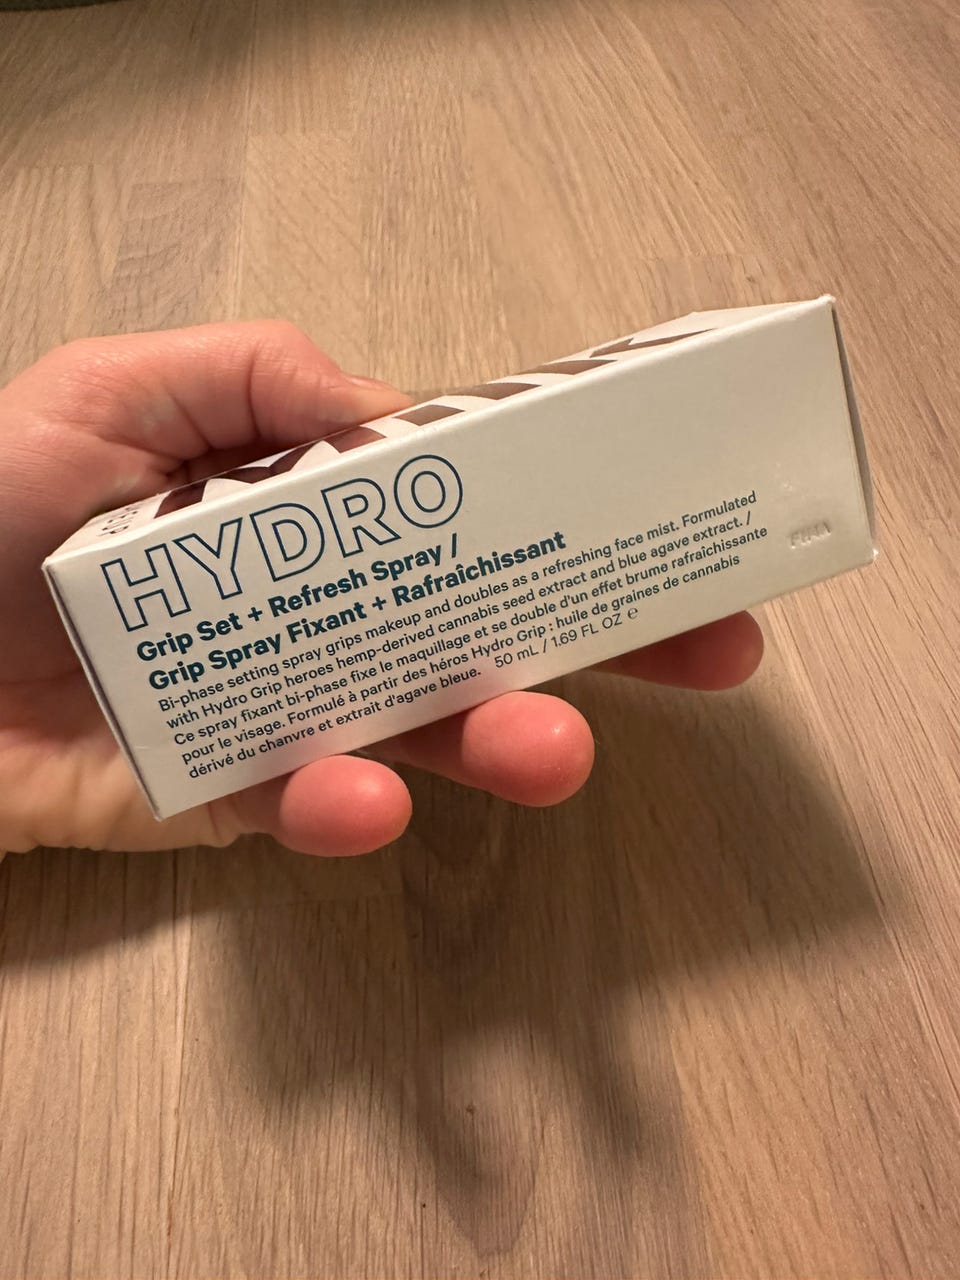 HYDRO
Grip Set + Refresh Spray /
Grip Spray Fixant + Rafraîchissant
Bi-phase setting spray grips makeup and doubles as a refreshing face mist. Formulated
with Hydro Grip heroes hemp-derived cannabis seed extract and blue agave extract. /
Ce spray fixant bi-phase fixe le maquillage et se double d'un effet brume rafraîchissante
pour le visage. Formulé à partir des héros Hydro Grip : huile de graines de cannabis
dérivé du chanvre et extrait d'agave bleue. 50 mL / 1.69 FL OZ ℮